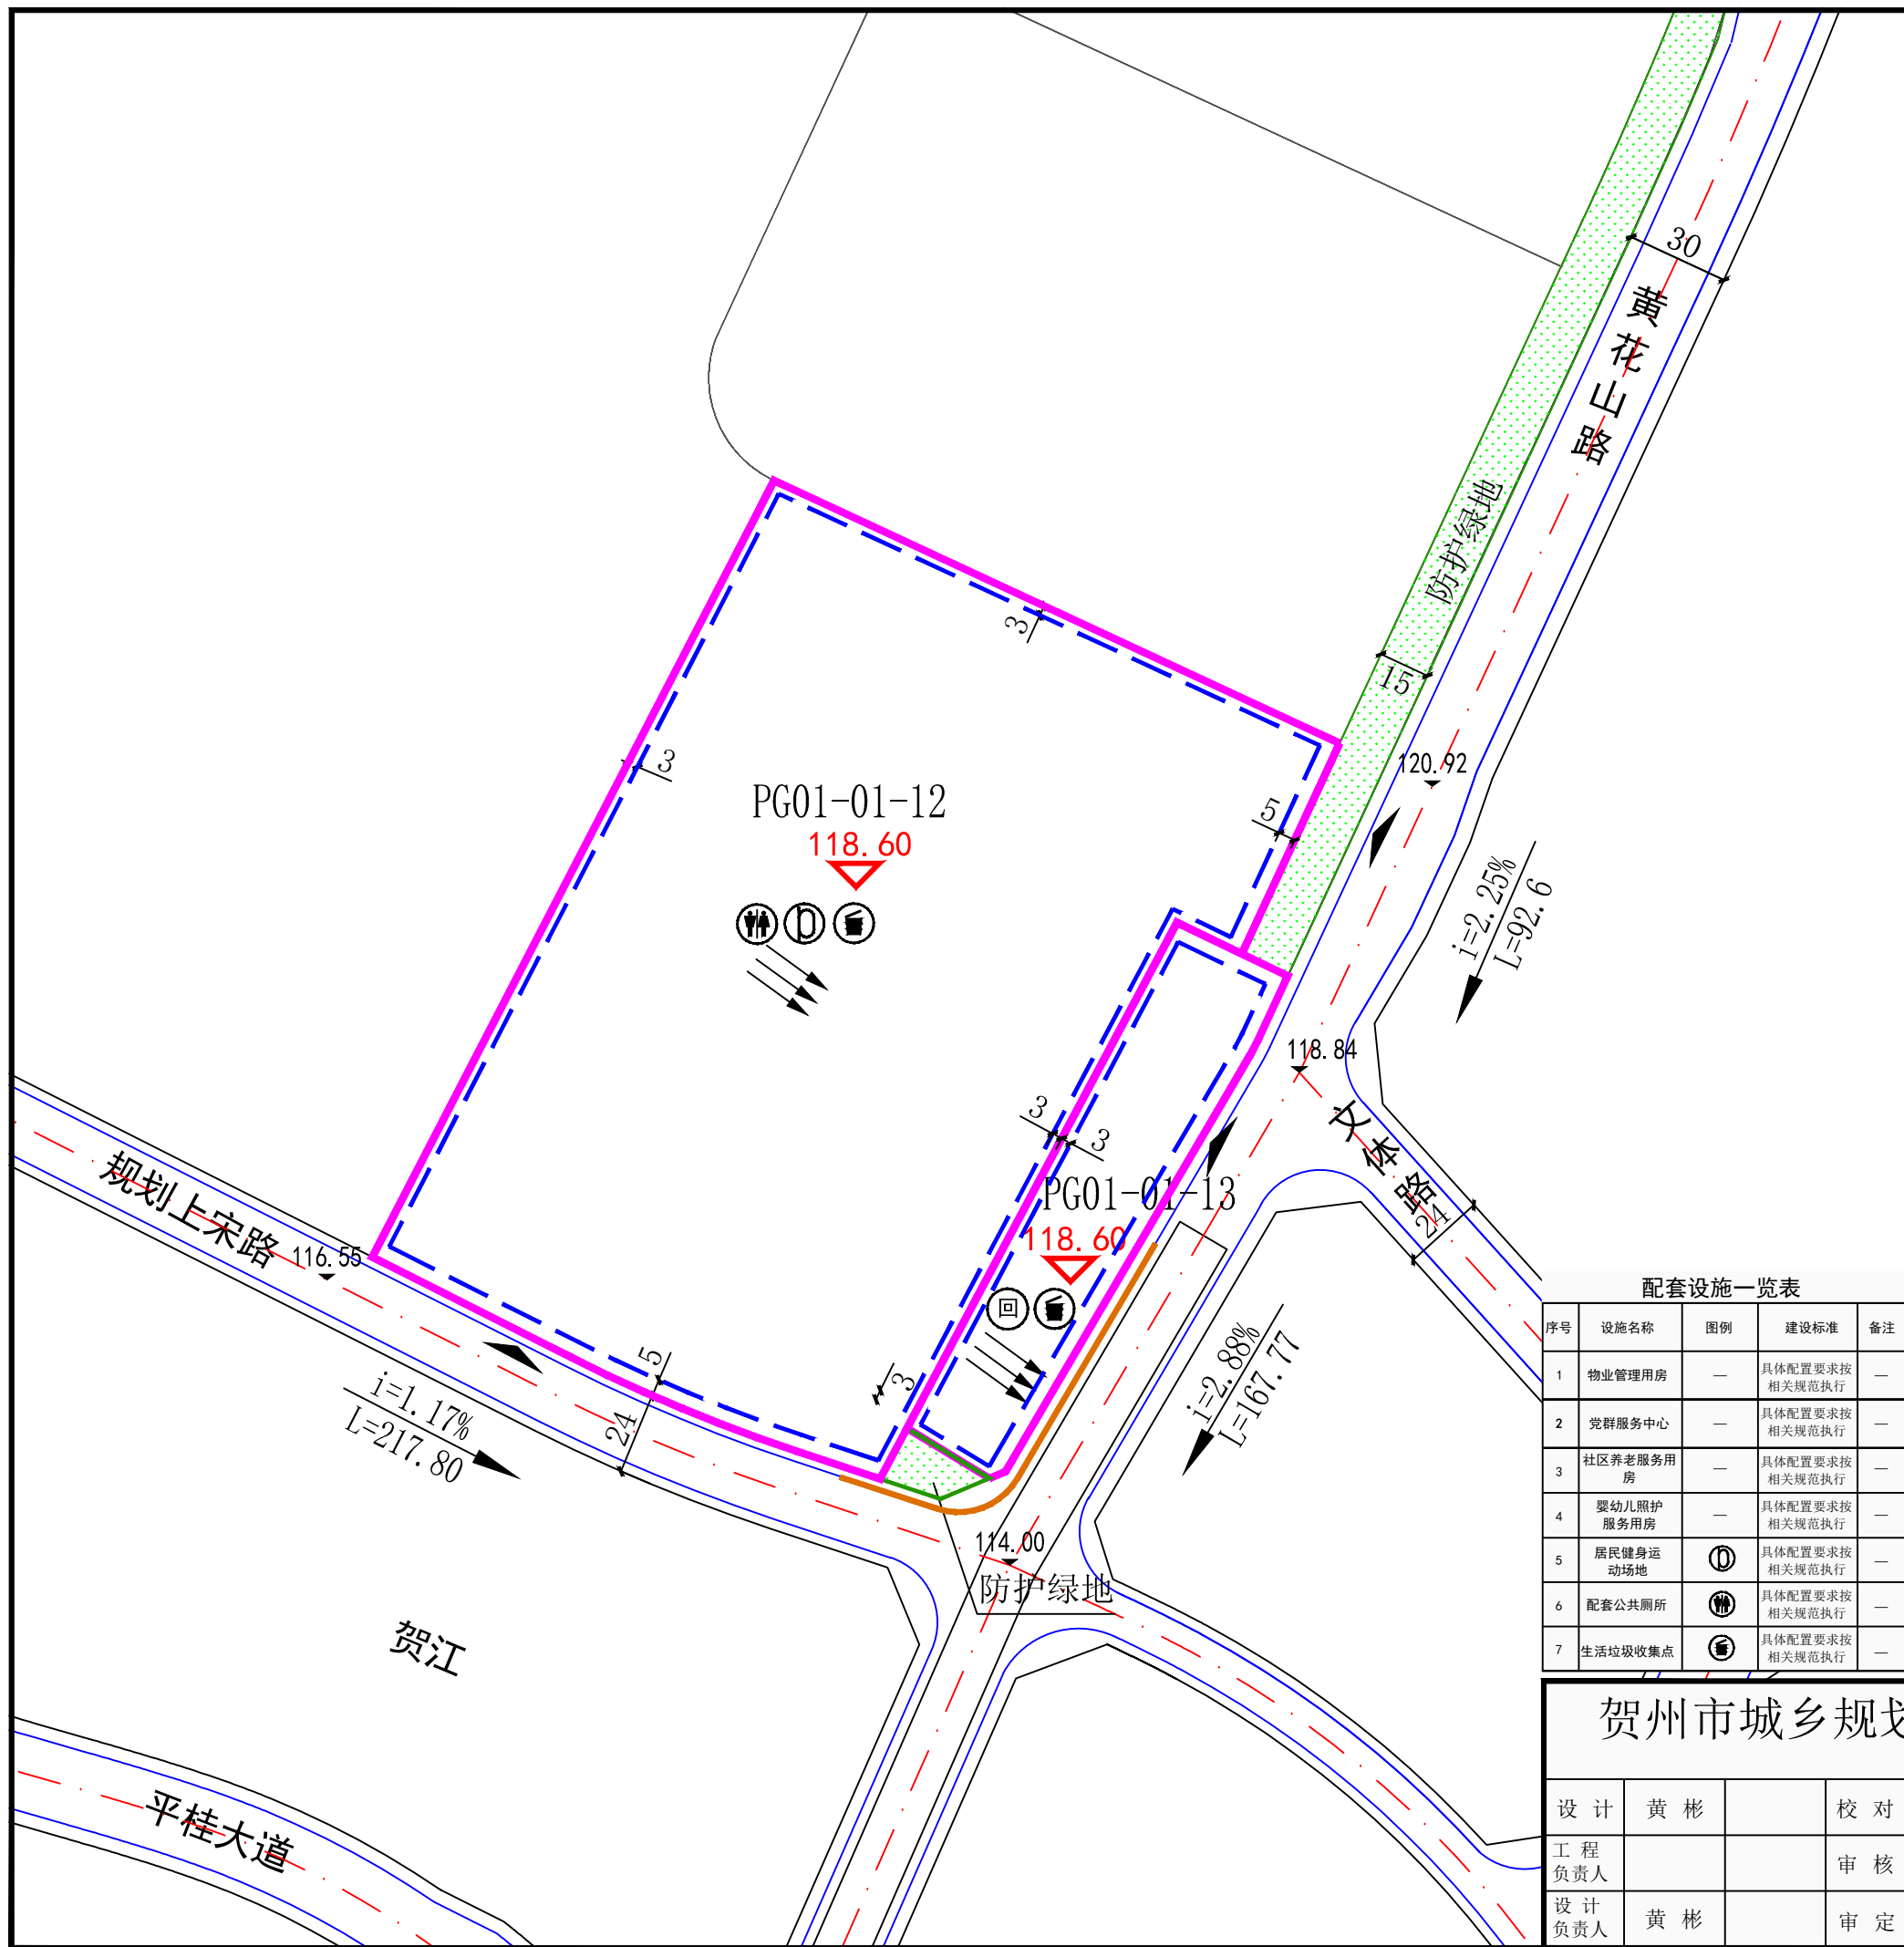 30
黄花山路
防护绿地
15
3
3
120.92
PG01-01-12
118.60
5
i=2.25%
L=92.6
118.84
3
3
文体路
24
PG01-01-13
118.60
回
规划上宋路
116.55
i=1.17%
L=217.80
5
24
3
i=2.88%
L=167.77
114.00
防护绿地
贺江
平桂大道
配套设施一览表
序号 设施名称 图例 建设标准 备注
1 物业管理用房 — 具体配置要求按相关规范执行 —
2 党群服务中心 — 具体配置要求按相关规范执行 —
3 社区养老服务用房 — 具体配置要求按相关规范执行 —
4 婴幼儿照护服务用房 — 具体配置要求按相关规范执行 —
5 居民健身运动场地 具体配置要求按相关规范执行 —
6 配套公共厕所 具体配置要求按相关规范执行 —
7 生活垃圾收集点 具体配置要求按相关规范执行 —
贺州市城乡规
设计 黄彬 校对
工程负责人 审核
设计负责人 黄彬 审定